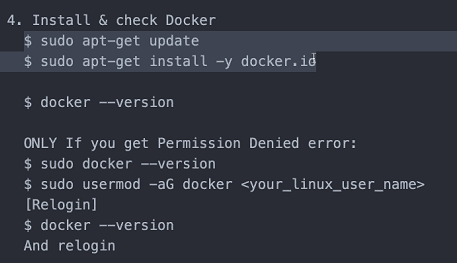 4. Install & check Docker
$ sudo apt-get update
$ sudo apt-get install -y docker.io
$ docker --version
ONLY If you get Permission Denied error:
$ sudo docker --version
$ sudo usermod -aG docker <your_linux_user_name>
[Relogin]
$ docker --version
And relogin